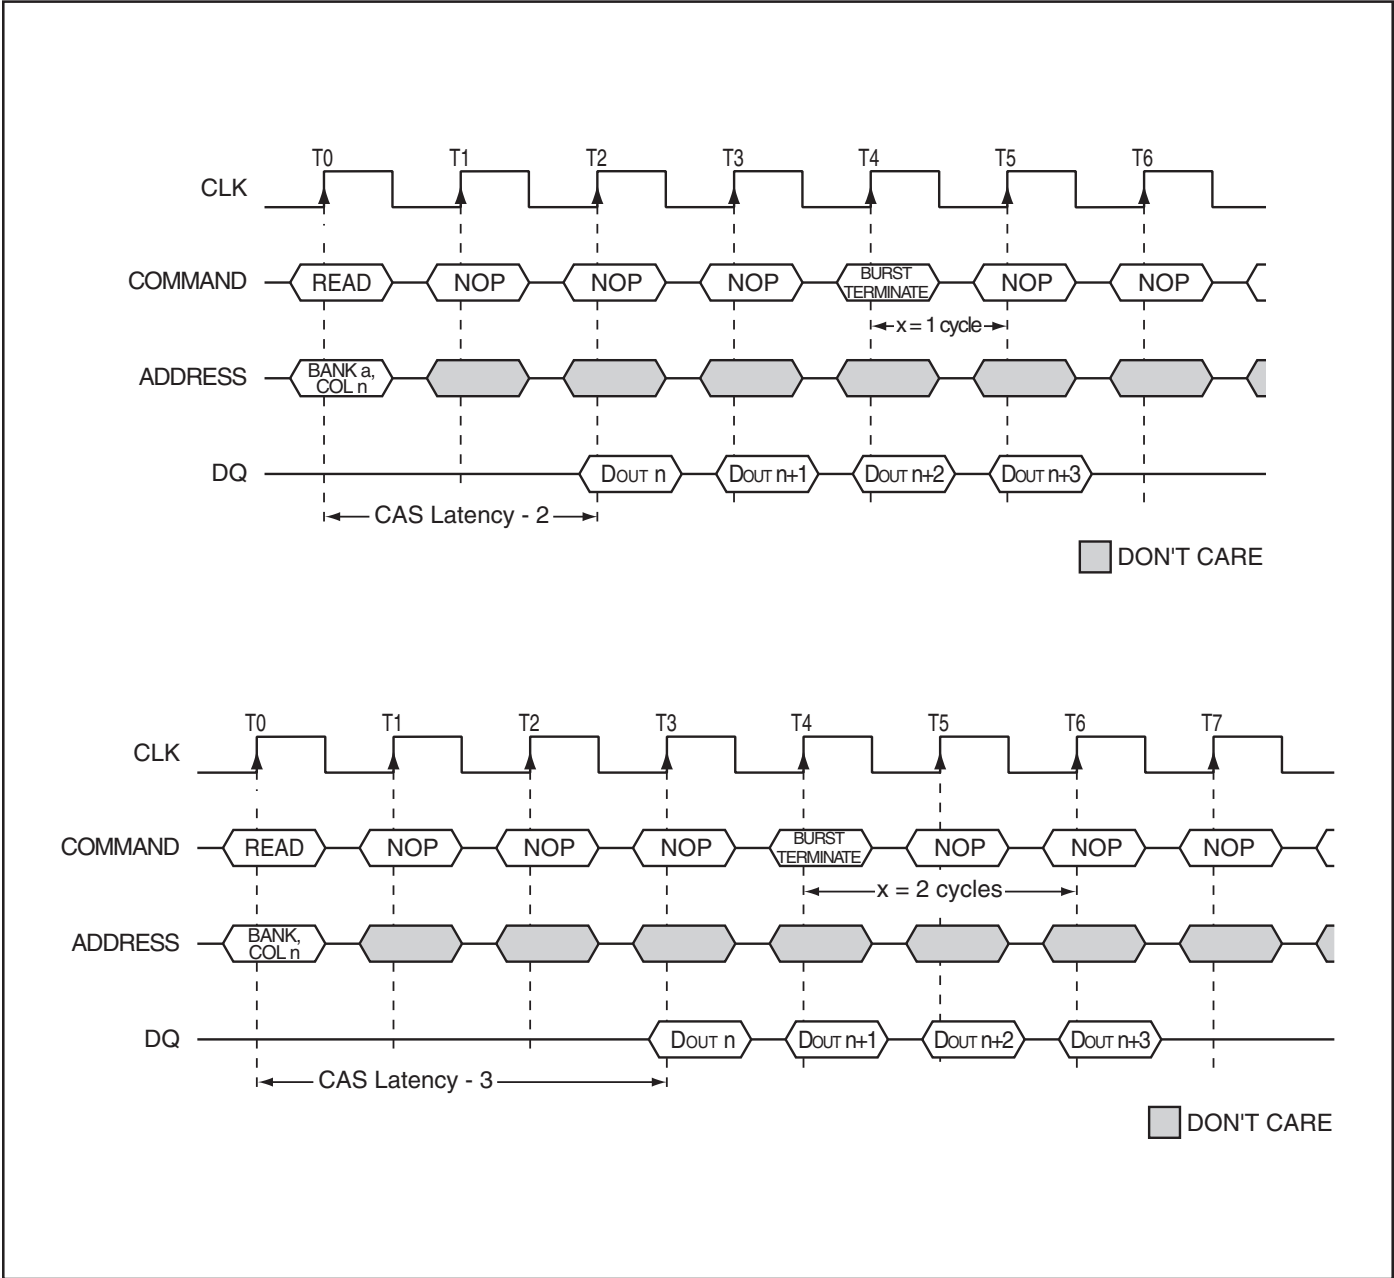 T0 T1 T2 T3 T4 T5 T6
CLK
COMMAND READ NOP NOP NOP BURST TERMINATE NOP NOP
x = 1 cycle
ADDRESS BANK a, COL n
DQ DOUT n DOUT n+1 DOUT n+2 DOUT n+3
CAS Latency - 2
DON'T CARE
T0 T1 T2 T3 T4 T5 T6 T7
CLK
COMMAND READ NOP NOP NOP BURST TERMINATE NOP NOP NOP
x = 2 cycles
ADDRESS BANK, COL n
DQ DOUT n DOUT n+1 DOUT n+2 DOUT n+3
CAS Latency - 3
DON'T CARE